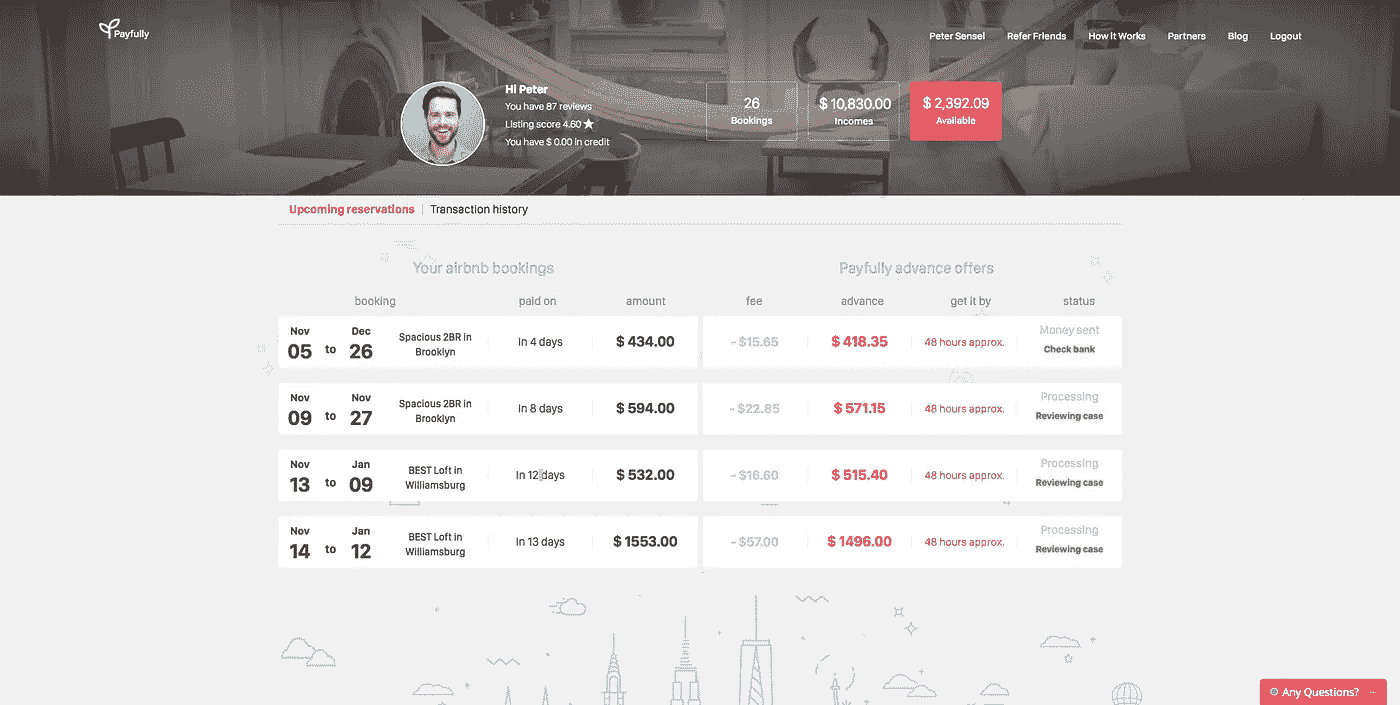 Payfully
Peter Sensel
Refer Friends
How It Works
Partners
Blog
Logout
Hi Peter
You have 87 reviews
Listing score 4.60 ★
You have $ 0.00 in credit
26
Bookings
$ 10,830.00
Incomes
$ 2,392.09
Available
Upcoming reservations | Transaction history
Your airbnb bookings
Payfully advance offers
booking
paid on
amount
fee
advance
get it by
status
Nov
05
to
Dec
26
Spacious 2BR in
Brooklyn
In 4 days
$ 434.00
- $15.65
$ 418.35
48 hours approx.
Money sent
Check bank
Nov
09
to
Nov
27
Spacious 2BR in
Brooklyn
In 8 days
$ 594.00
- $22.85
$ 571.15
48 hours approx.
Processing
Reviewing case
Nov
13
to
Jan
09
BEST Loft in
Williamsburg
In 12 days
$ 532.00
- $16.60
$ 515.40
48 hours approx.
Processing
Reviewing case
Nov
14
to
Jan
12
BEST Loft in
Williamsburg
In 13 days
$ 1553.00
- $57.00
$ 1496.00
48 hours approx.
Processing
Reviewing case
Any Questions?